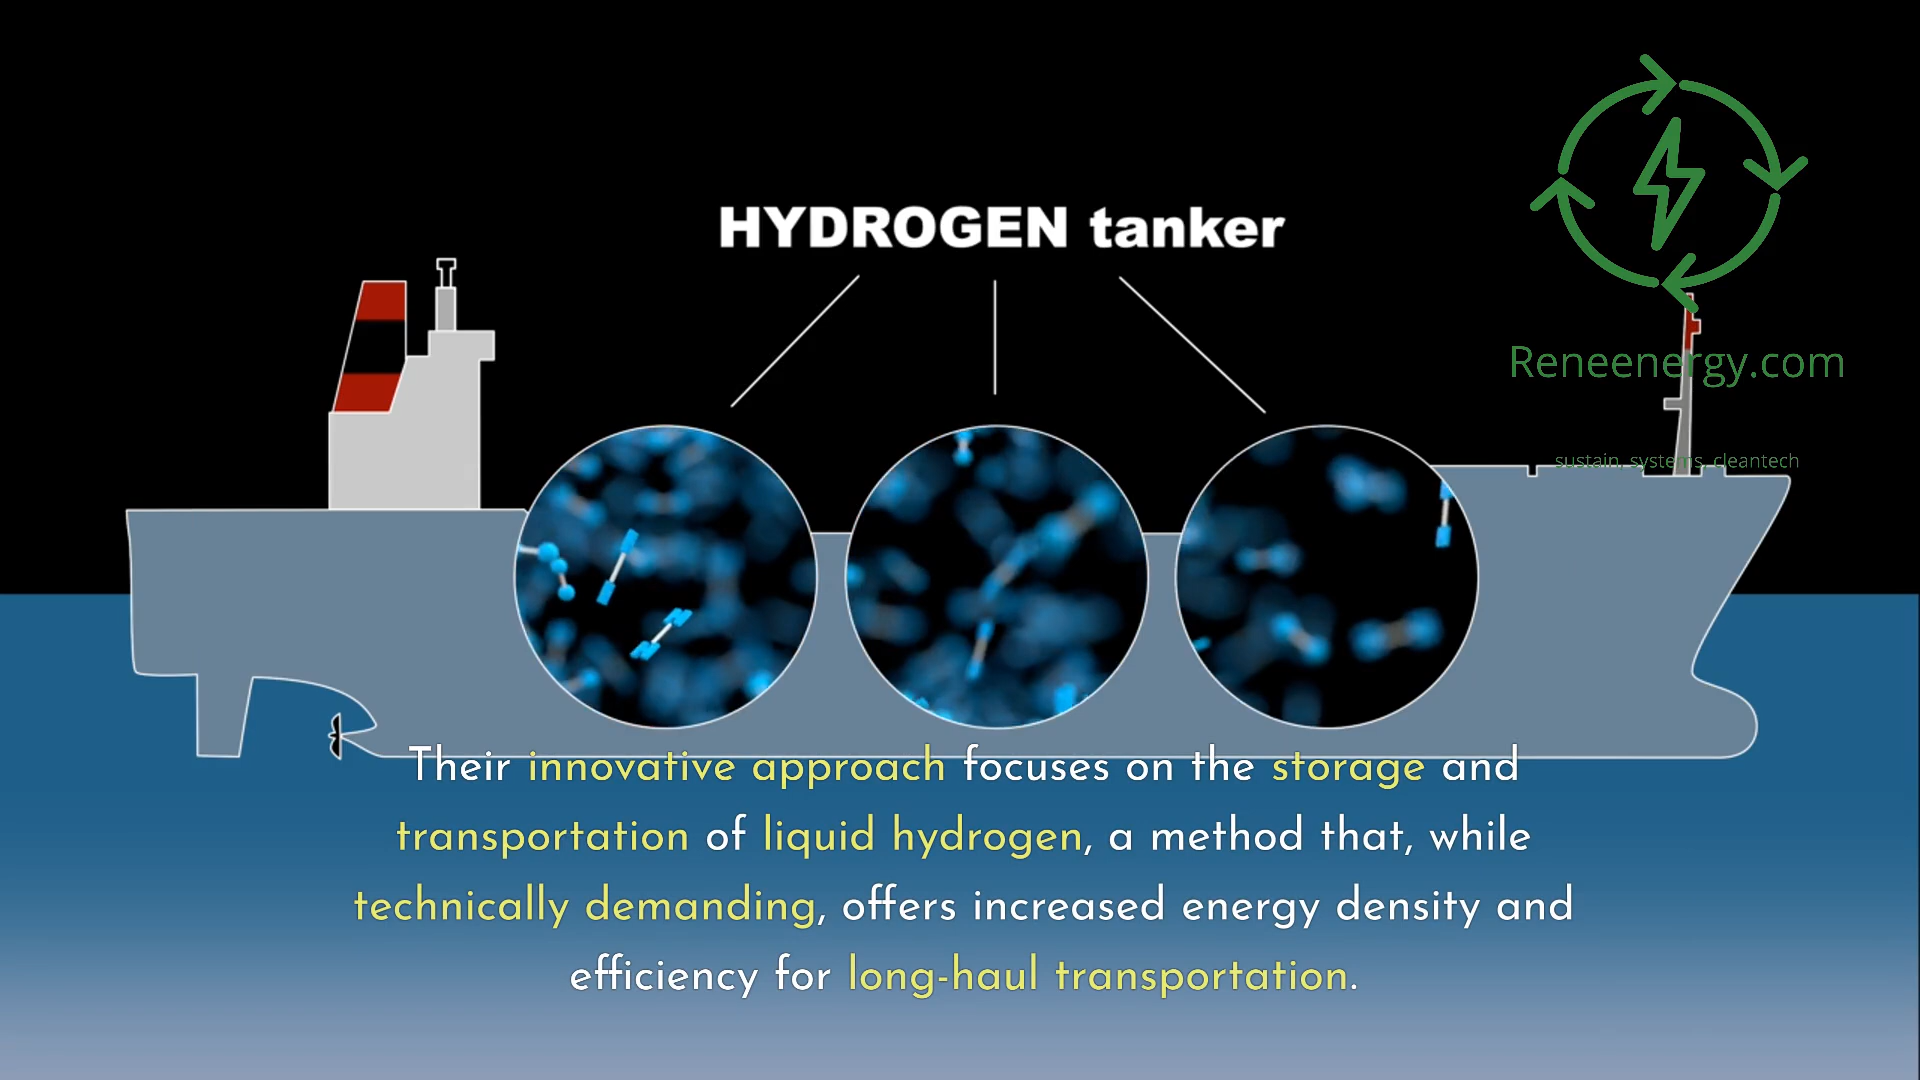 HYDROGEN tanker
Reneenergy.com
sustain, systems, cleantech
Their innovative approach focuses on the storage and
transportation of liquid hydrogen, a method that, while
technically demanding, offers increased energy density and
efficiency for long-haul transportation.